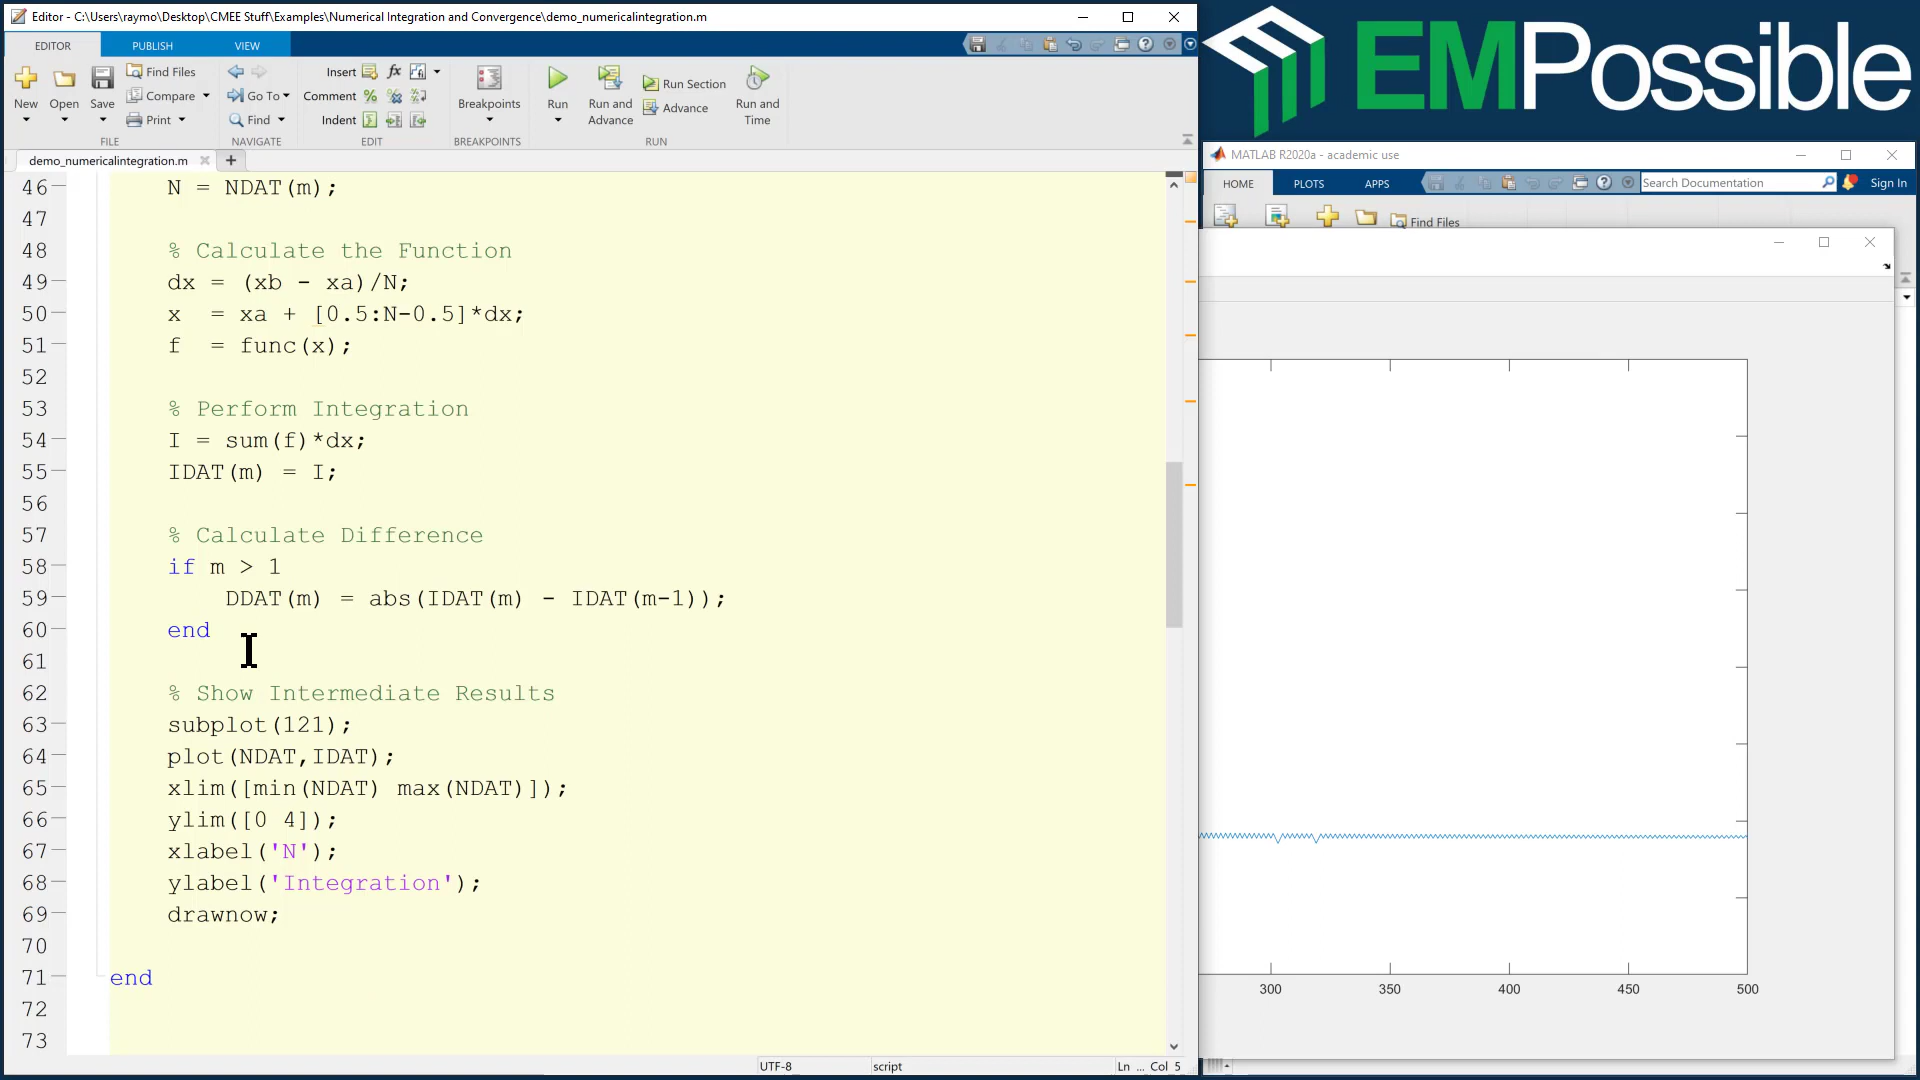 Editor - C:\Users\raymo\Desktop\CMEE Stuff\Examples\Numerical Integration and Convergence\demo_numericalintegration.m
EDITOR PUBLISH VIEW
New Open Save Find Files Compare Print
Go To Find
Insert fx Comment Indent
Breakpoints Run Run and Advance Run Section Advance Run and Time
FILE NAVIGATE EDIT BREAKPOINTS RUN
demo_numericalintegration.m
46 N = NDAT(m);
47
48 % Calculate the Function
49 dx = (xb - xa)/N;
50 x  = xa + [0.5:N-0.5]*dx;
51 f  = func(x);
52
53 % Perform Integration
54 I = sum(f)*dx;
55 IDAT(m) = I;
56
57 % Calculate Difference
58 if m > 1
59 DDAT(m) = abs(IDAT(m) - IDAT(m-1));
60 end
61
62 % Show Intermediate Results
63 subplot(121);
64 plot(NDAT,IDAT);
65 xlim([min(NDAT) max(NDAT)]);
66 ylim([0 4]);
67 xlabel('N');
68 ylabel('Integration');
69 drawnow;
70
71 end
72
73
UTF-8 script Ln ... Col 5
EMPossible
MATLAB R2020a - academic use
HOME PLOTS APPS Search Documentation Sign In
Find Files
300 350 400 450 500